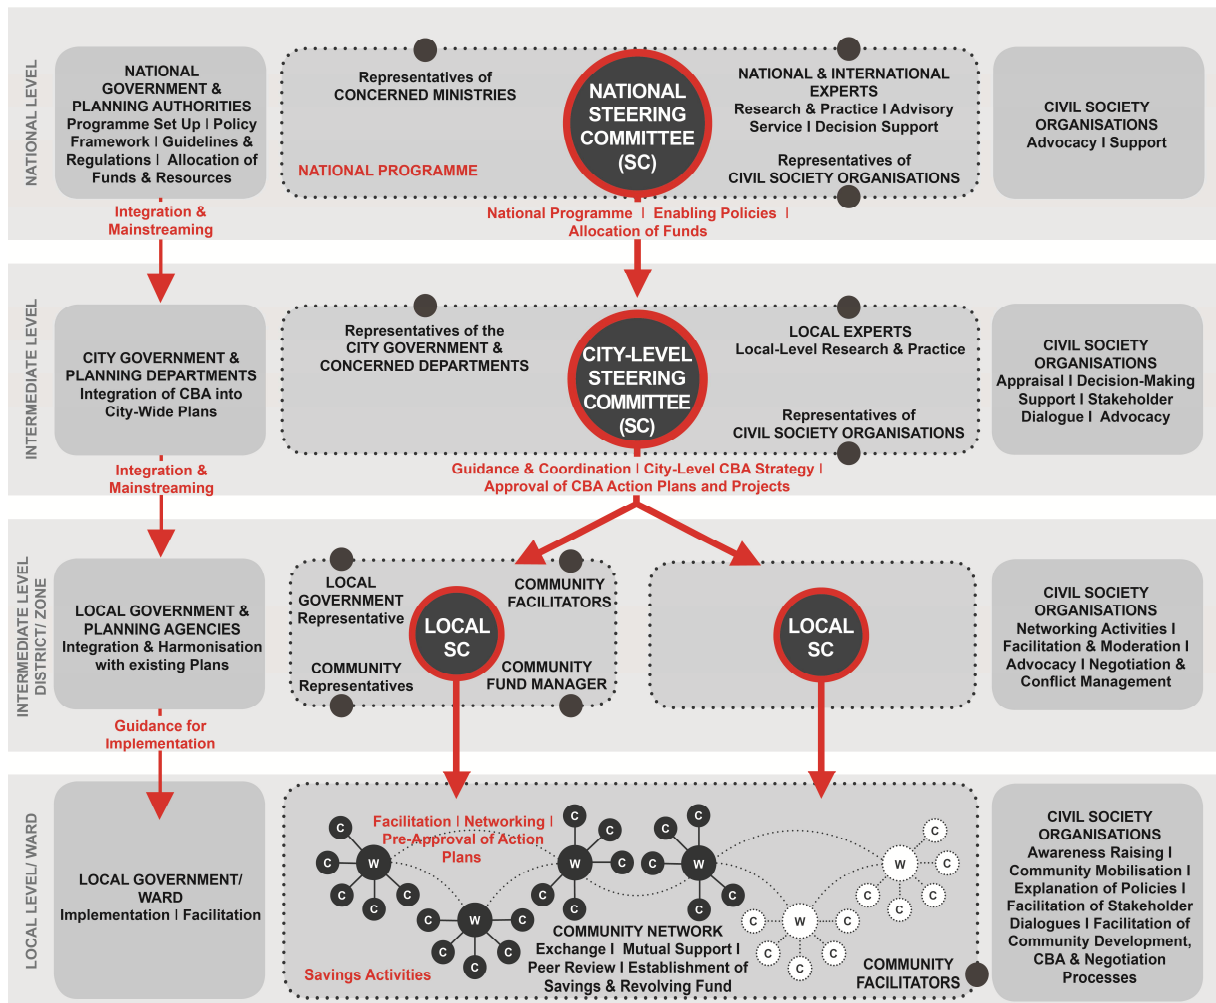 NATIONAL LEVEL
NATIONAL
GOVERNMENT &
PLANNING AUTHORITIES
Programme Set Up I Policy
Framework I Guidelines &
Regulations I Allocation of
Funds & Resources
Representatives of
CONCERNED MINISTRIES
NATIONAL PROGRAMME
NATIONAL
STEERING
COMMITTEE
(SC)
NATIONAL & INTERNATIONAL
EXPERTS
Research & Practice I Advisory
Service I Decision Support
Representatives of
CIVIL SOCIETY ORGANISATIONS
CIVIL SOCIETY
ORGANISATIONS
Advocacy I Support
Integration &
Mainstreaming
National Programme I Enabling Policies I
Allocation of Funds
INTERMEDIATE LEVEL
CITY GOVERNMENT &
PLANNING DEPARTMENTS
Integration of CBA into
City-Wide Plans
Representatives of the
CITY GOVERNMENT &
CONCERNED DEPARTMENTS
CITY-LEVEL
STEERING
COMMITTEE
(SC)
LOCAL EXPERTS
Local-Level Research & Practice
Representatives of
CIVIL SOCIETY ORGANISATIONS
CIVIL SOCIETY
ORGANISATIONS
Appraisal I Decision-Making
Support I Stakeholder
Dialogue I Advocacy
Integration &
Mainstreaming
Guidance & Coordination I City-Level CBA Strategy I
Approval of CBA Action Plans and Projects
INTERMEDIATE LEVEL
DISTRICT/ ZONE
LOCAL GOVERNMENT &
PLANNING AGENCIES
Integration & Harmonisation
with existing Plans
LOCAL
GOVERNMENT
Representative
COMMUNITY
FACILITATORS
LOCAL
SC
COMMUNITY
Representatives
COMMUNITY
FUND MANAGER
LOCAL
SC
CIVIL SOCIETY
ORGANISATIONS
Networking Activities I
Facilitation & Moderation I
Advocacy I Negotiation &
Conflict Management
Guidance for
Implementation
LOCAL LEVEL/ WARD
LOCAL GOVERNMENT/
WARD
Implementation I Facilitation
Facilitation I Networking I
Pre-Approval of Action
Plans
C
C
C
C
C
C
W
C
C
C
C
C
C
W
C
C
C
C
C
C
W
C
C
C
C
C
C
W
C
C
C
C
C
C
W
C
C
C
C
C
C
W
COMMUNITY NETWORK
Exchange I Mutual Support I
Peer Review I Establishment of
Savings & Revolving Fund
Savings Activities
COMMUNITY
FACILITATORS
CIVIL SOCIETY
ORGANISATIONS
Awareness Raising I
Community Mobilisation I
Explanation of Policies I
Facilitation of Stakeholder
Dialogues I Facilitation of
Community Development,
CBA & Negotiation
Processes